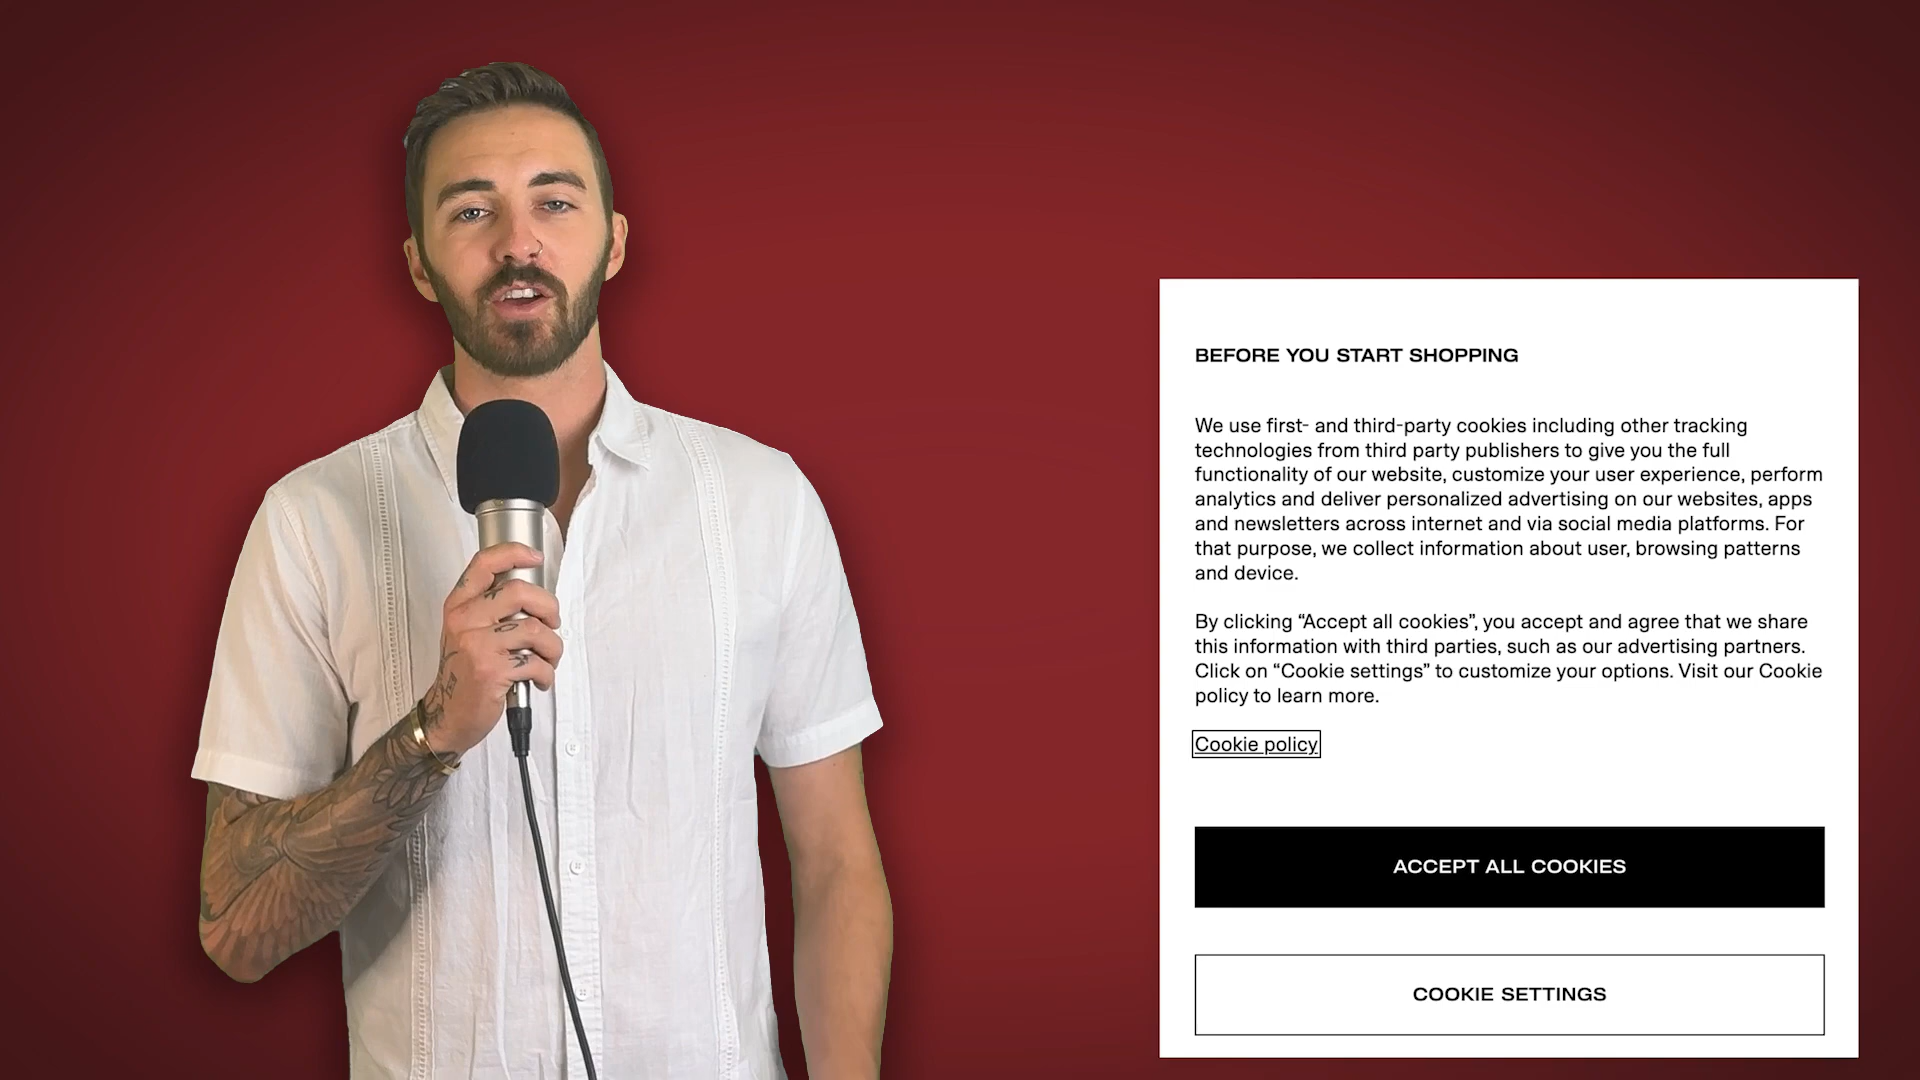 BEFORE YOU START SHOPPING
We use first- and third-party cookies including other tracking
technologies from third party publishers to give you the full
functionality of our website, customize your user experience, perform
analytics and deliver personalized advertising on our websites, apps
and newsletters across internet and via social media platforms. For
that purpose, we collect information about user, browsing patterns
and device.
By clicking “Accept all cookies”, you accept and agree that we share
this information with third parties, such as our advertising partners.
Click on “Cookie settings” to customize your options. Visit our Cookie
policy to learn more.
Cookie policy
ACCEPT ALL COOKIES
COOKIE SETTINGS